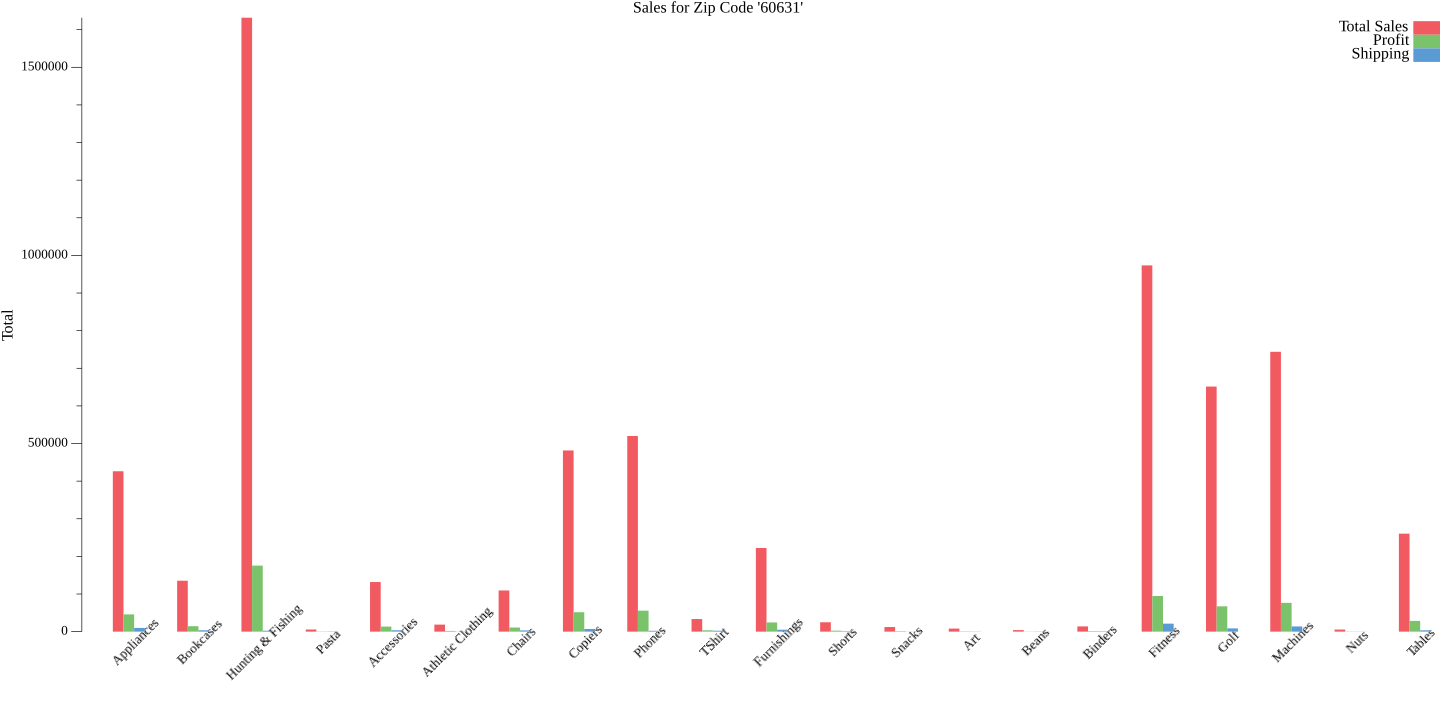 Sales for Zip Code '60631'
Total Sales
Profit
Shipping
1500000
1000000
500000
0
Total
Appliances
Bookcases
Hunting & Fishing
Pasta
Accessories
Athletic Clothing
Chairs
Copiers
Phones
TShirt
Furnishings
Shorts
Snacks
Art
Beans
Binders
Fitness
Golf
Machines
Nuts
Tables